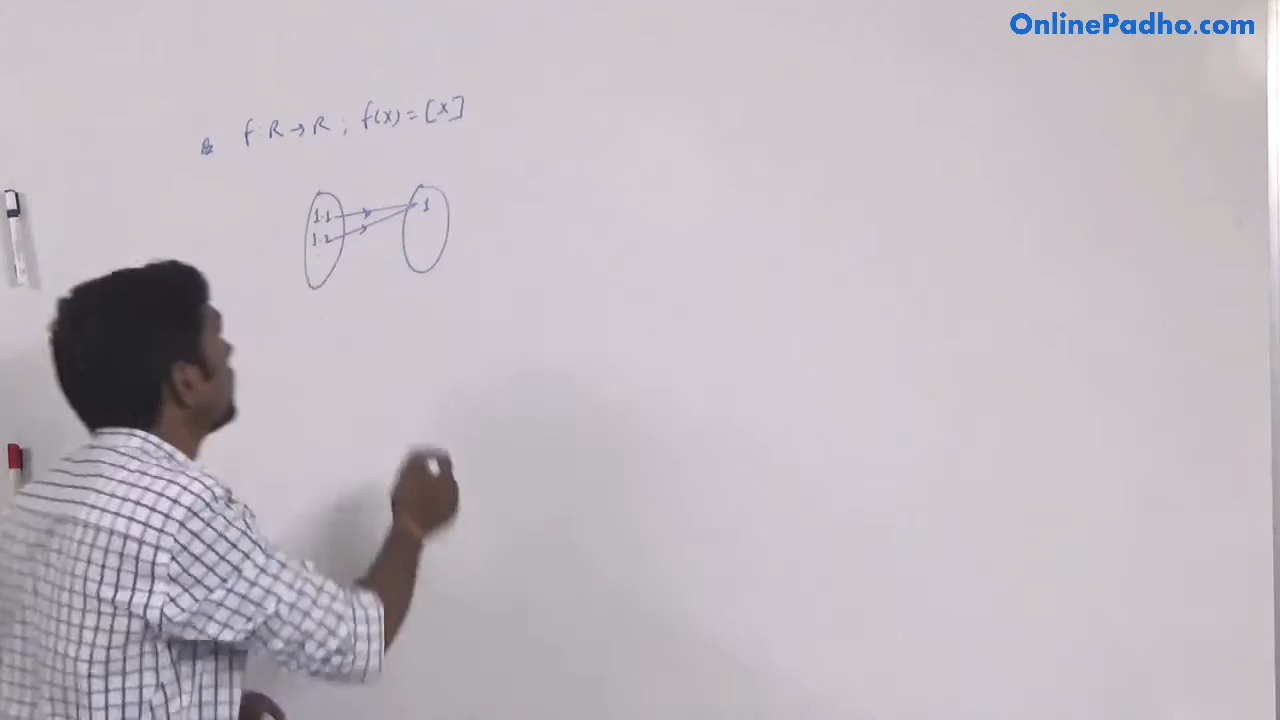 OnlinePadho.com
f: R → R ; f(x) = [x]
1.1 1
1.2